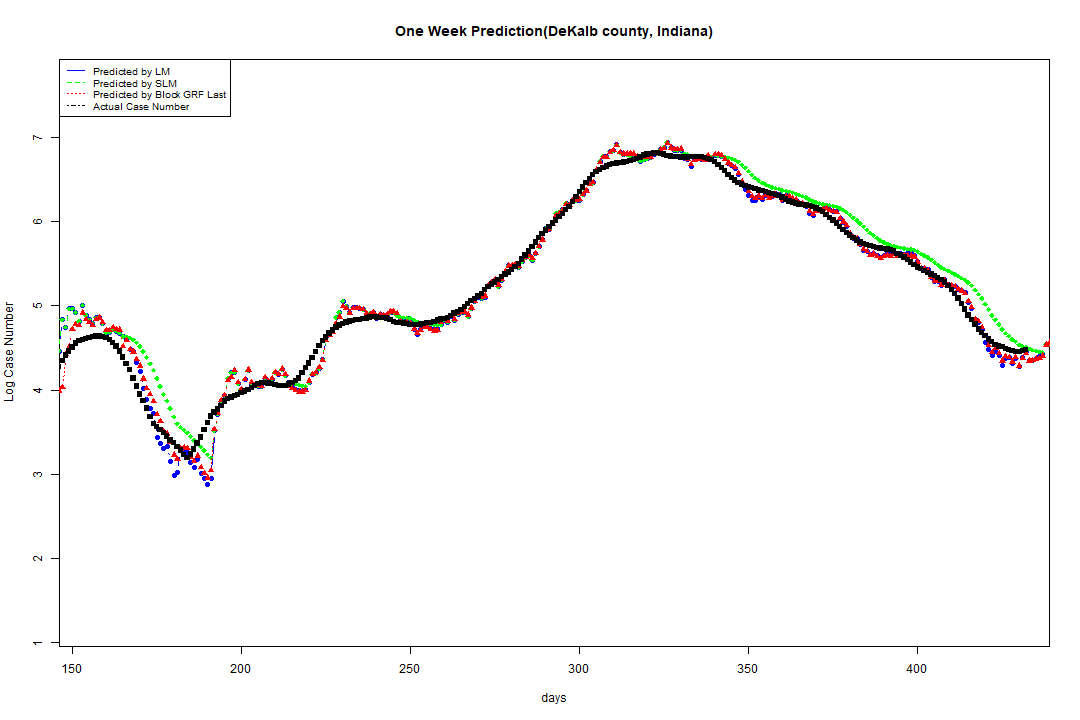 One Week Prediction(DeKalb county, Indiana)
Predicted by LM
Predicted by SLM
Predicted by Block GRF Last
Actual Case Number
Log Case Number
7
6
5
4
3
2
1
150 200 250 300 350 400
days